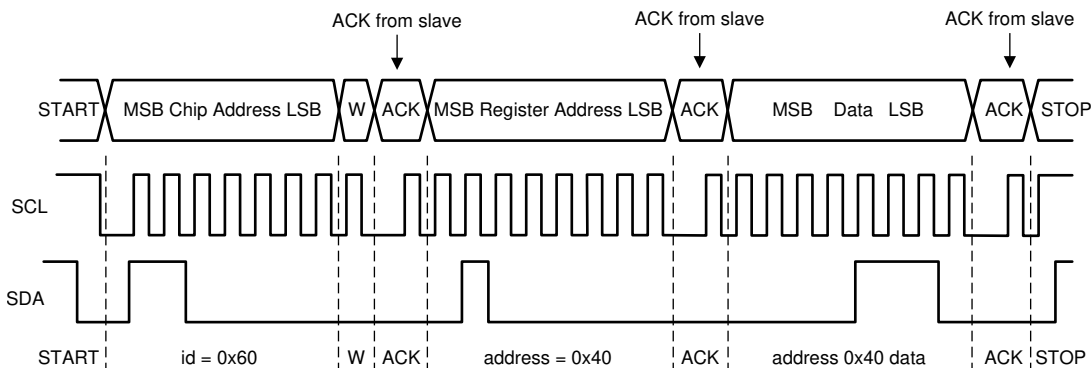 ACK from slave ACK from slave ACK from slave
START MSB Chip Address LSB W ACK MSB Register Address LSB ACK MSB Data LSB ACK STOP
SCL
SDA
START id = 0x60 W ACK address = 0x40 ACK address 0x40 data ACK STOP